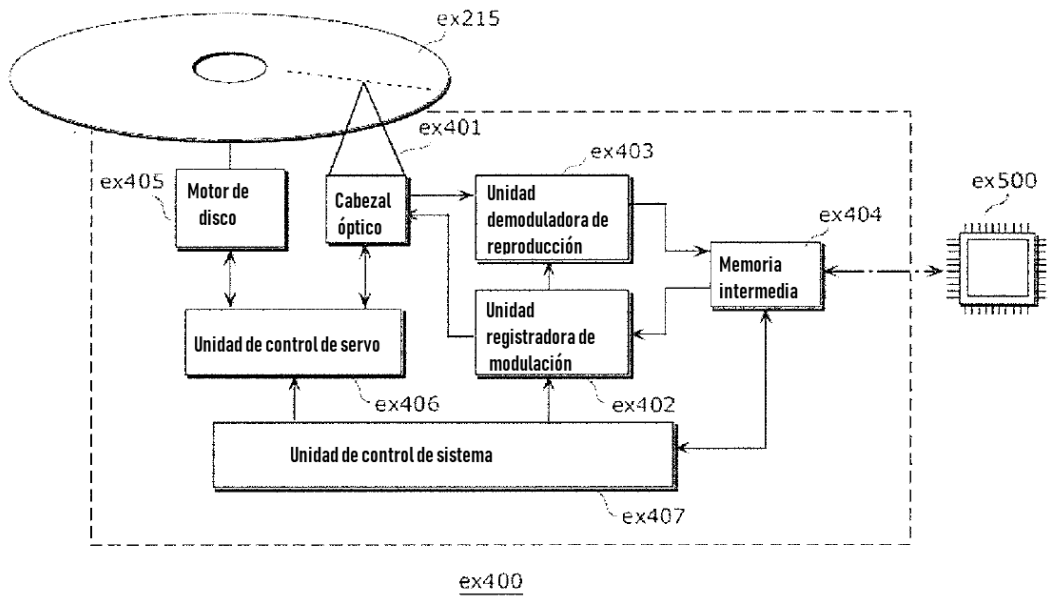 ex215
ex401
ex403
ex405
Motor de
disco
Cabezal
óptico
Unidad
demoduladora de
reproducción
ex404
ex500
Memoria
intermedia
Unidad de control de servo
Unidad
registradora de
modulación
ex406
ex402
Unidad de control de sistema
ex407
ex400